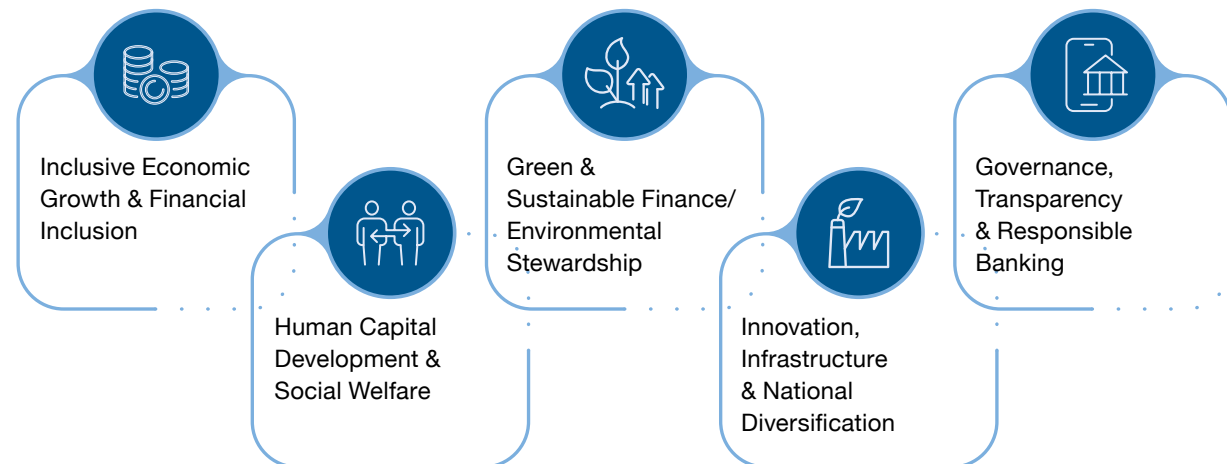 Inclusive Economic
Growth & Financial
Inclusion
Human Capital
Development &
Social Welfare
Green &
Sustainable Finance/
Environmental
Stewardship
Innovation,
Infrastructure
& National
Diversification
Governance,
Transparency
& Responsible
Banking